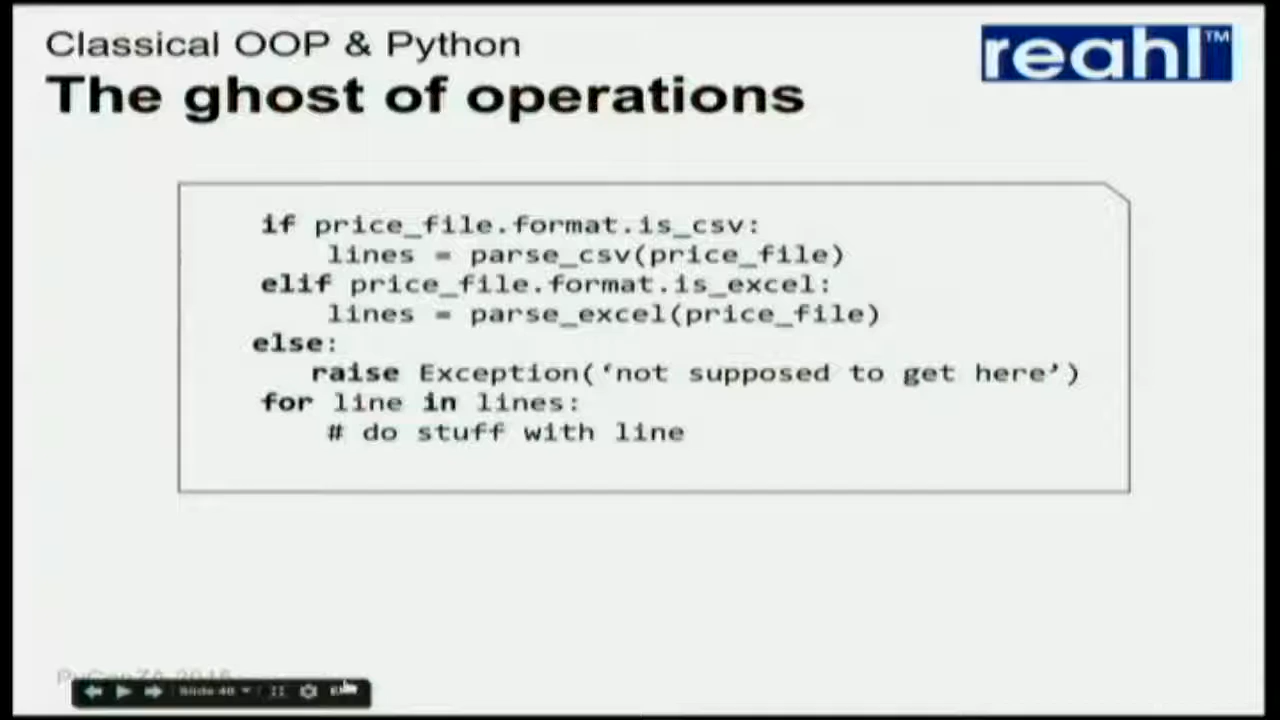 Classical OOP & Python
The ghost of operations
reahl™
if price_file.format.is_csv:
lines = parse_csv(price_file)
elif price_file.format.is_excel:
lines = parse_excel(price_file)
else:
raise Exception(‘not supposed to get here’)
for line in lines:
# do stuff with line
Slide 40